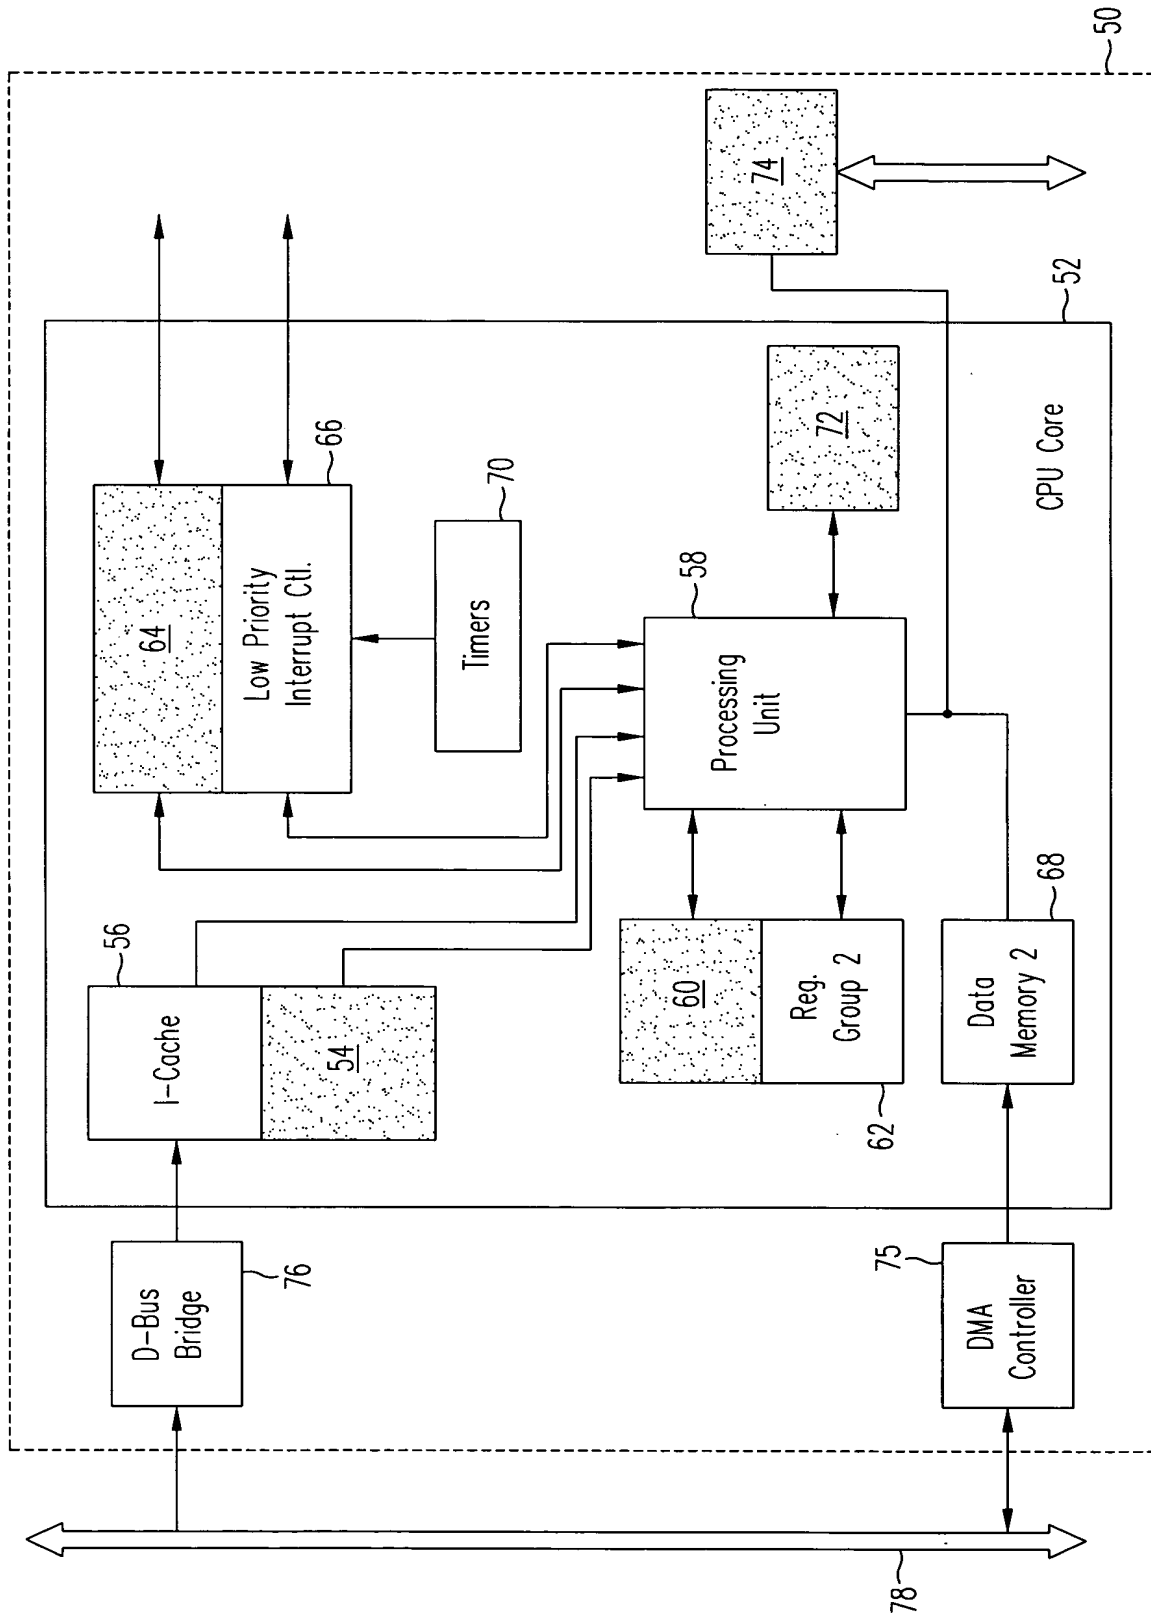 50
74
52
CPU Core
72
64
Low Priority
Interrupt Ctl.
66
Timers
70
58
Processing
Unit
56
I-Cache
54
60
Reg.
Group 2
62
68
Data
Memory 2
D-Bus
Bridge
76
75
DMA
Controller
78